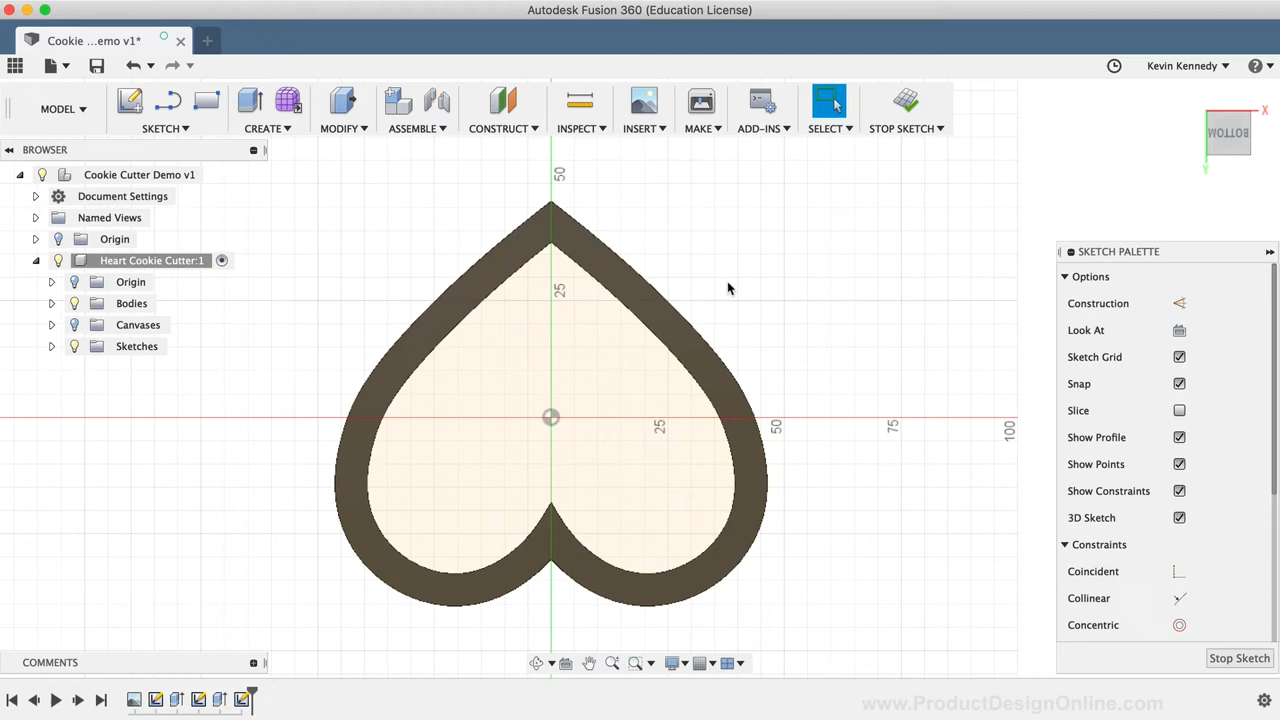 Autodesk Fusion 360 (Education License)
Cookie ...emo v1*
Kevin Kennedy
MODEL
SKETCH
CREATE
MODIFY
ASSEMBLE
CONSTRUCT
INSPECT
INSERT
MAKE
ADD-INS
SELECT
STOP SKETCH
BOTTOM
X
Y
BROWSER
Cookie Cutter Demo v1
Document Settings
Named Views
Origin
Heart Cookie Cutter:1
Origin
Bodies
Canvases
Sketches
50
25
25
50
75
100
SKETCH PALETTE
Options
Construction
Look At
Sketch Grid
Snap
Slice
Show Profile
Show Points
Show Constraints
3D Sketch
Constraints
Coincident
Collinear
Concentric
Stop Sketch
COMMENTS
www.ProductDesignOnline.com